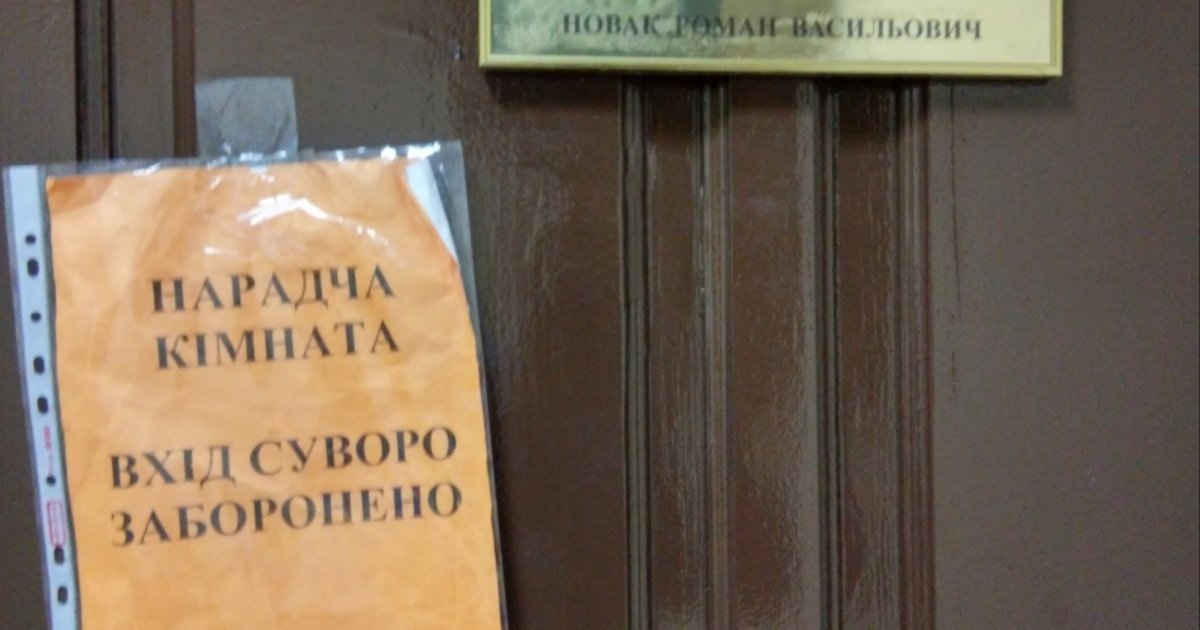 НОВАК РОМАН ВАСИЛЬОВИЧ
НАРАДЧА
КІМНАТА
ВХІД СУВОРО
ЗАБОРОНЕНО